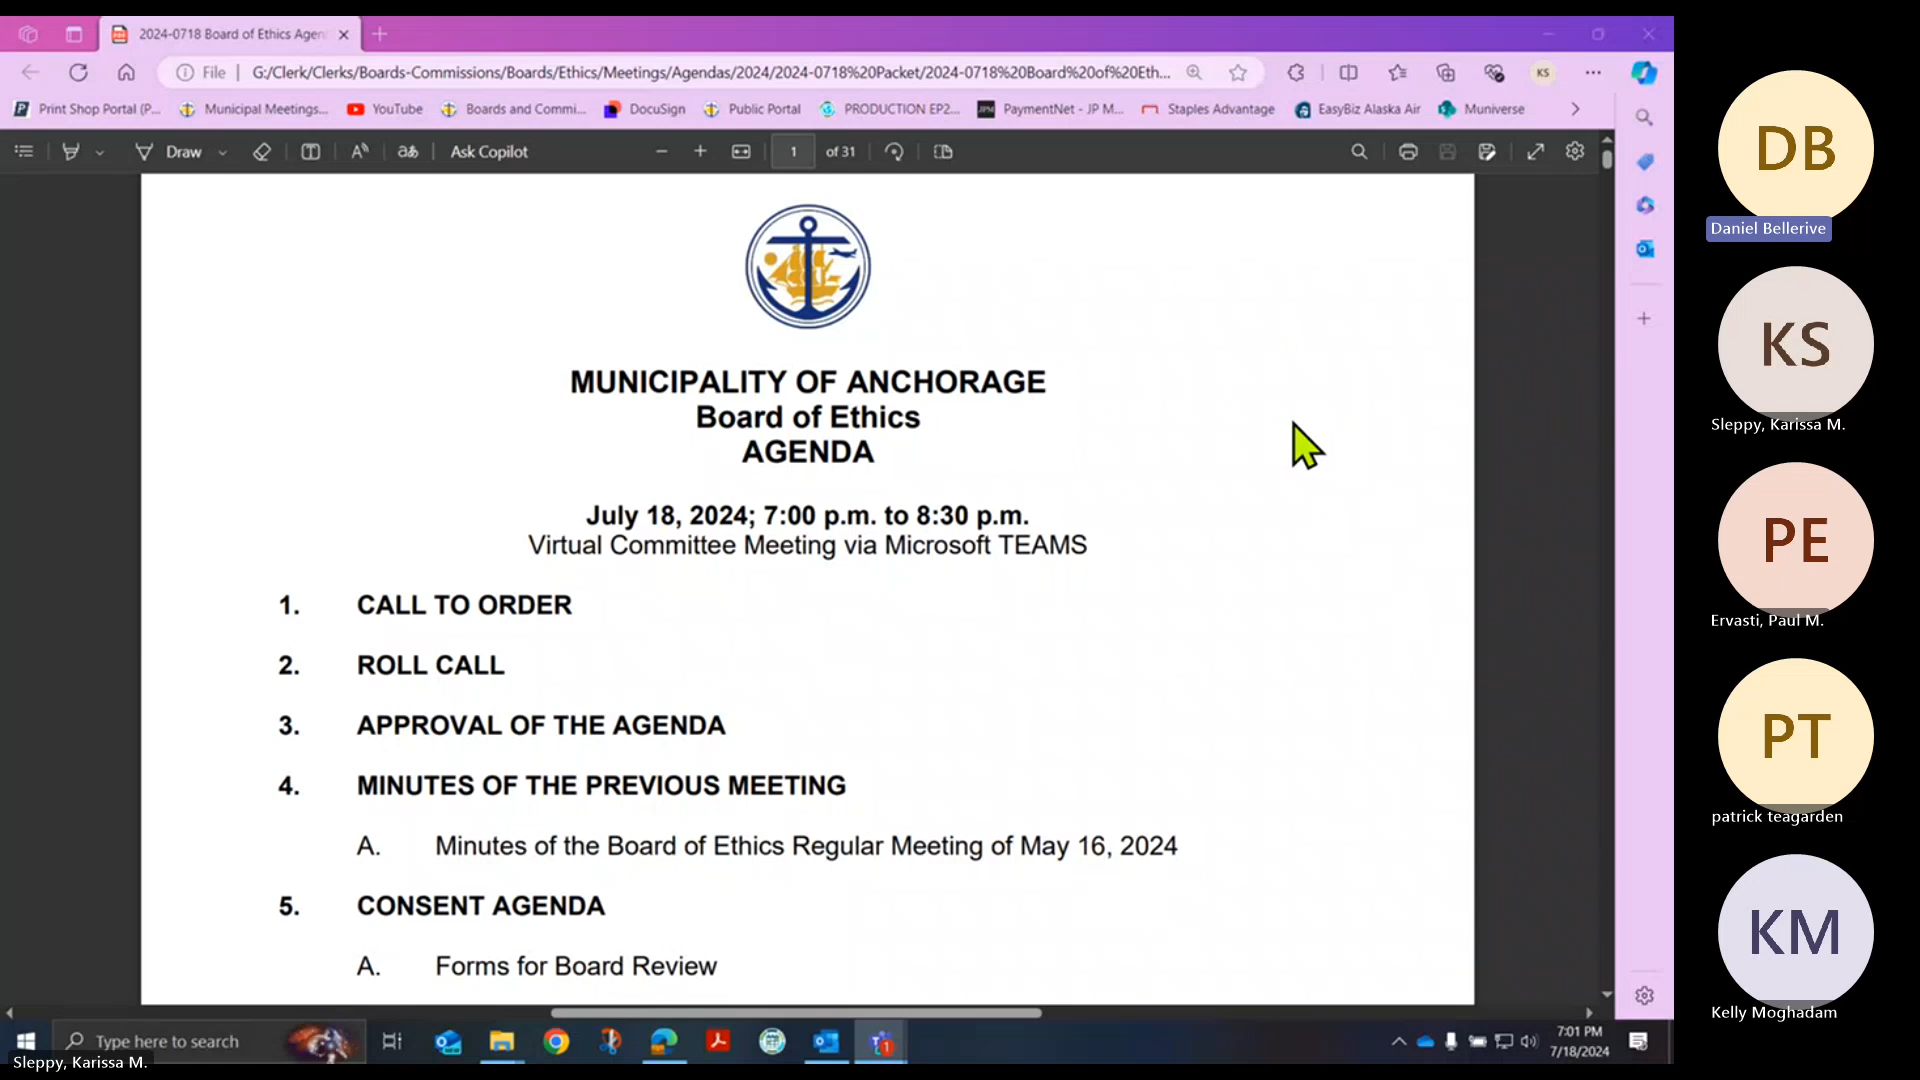 2024-0718 Board of Ethics Agen
File
G:/Clerk/Clerks/Boards-Commissions/Boards/Ethics/Meetings/Agendas/2024/2024-0718%20Packet/2024-0718%20Board%20of%20Eth...
KS
Print Shop Portal (P...
Municipal Meetings...
YouTube
Boards and Commi...
DocuSign
Public Portal
PRODUCTION EP2...
PaymentNet - JP M...
Staples Advantage
EasyBiz Alaska Air
Muniverse
Draw
Ask Copilot
1 of 31
MUNICIPALITY OF ANCHORAGE
Board of Ethics
AGENDA
July 18, 2024; 7:00 p.m. to 8:30 p.m.
Virtual Committee Meeting via Microsoft TEAMS
1. CALL TO ORDER
2. ROLL CALL
3. APPROVAL OF THE AGENDA
4. MINUTES OF THE PREVIOUS MEETING
A. Minutes of the Board of Ethics Regular Meeting of May 16, 2024
5. CONSENT AGENDA
A. Forms for Board Review
Type here to search
7:01 PM
7/18/2024
Sleppy, Karissa M.
DB
Daniel Bellerive
KS
Sleppy, Karissa M.
PE
Ervasti, Paul M.
PT
patrick teagarden
KM
Kelly Moghadam